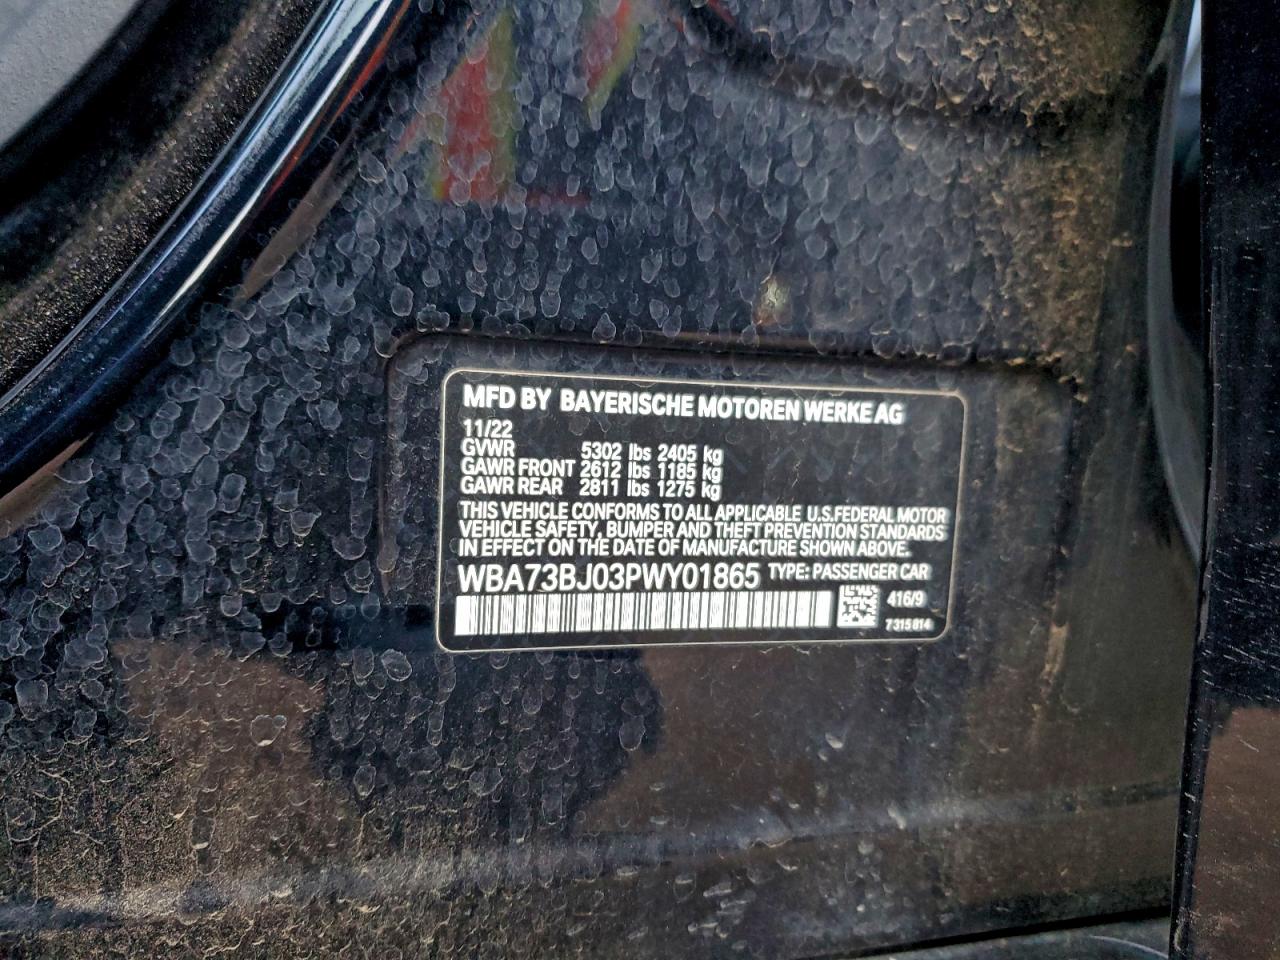 MFD BY BAYERISCHE MOTOREN WERKE AG
11/22
GVWR 5302 lbs 2405 kg
GAWR FRONT 2612 lbs 1185 kg
GAWR REAR 2811 lbs 1275 kg
THIS VEHICLE CONFORMS TO ALL APPLICABLE U.S.FEDERAL MOTOR
VEHICLE SAFETY, BUMPER AND THEFT PREVENTION STANDARDS
IN EFFECT ON THE DATE OF MANUFACTURE SHOWN ABOVE.
WBA73BJ03PWY01865 TYPE: PASSENGER CAR
416/9
7315814